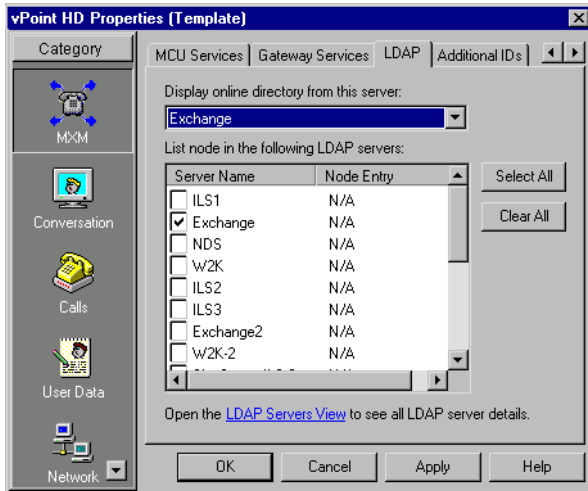 vPoint HD Properties (Template)
Category
MXM
Conversation
Calls
User Data
Network
MCU Services Gateway Services LDAP Additional IDs
Display online directory from this server:
Exchange
List node in the following LDAP servers:
Server Name Node Entry
ILS1 N/A
Exchange N/A
NDS N/A
W2K N/A
ILS2 N/A
ILS3 N/A
Exchange2 N/A
W2K-2 N/A
Select All
Clear All
Open the LDAP Servers View to see all LDAP server details.
OK Cancel Apply Help